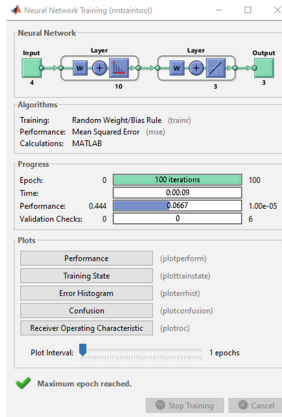 Neural Network Training (nntraintool)
Neural Network
Input
Layer
Layer
Output
W
W
4
10
3
3
Algorithms
Training: Random Weight/Bias Rule (trainr)
Performance: Mean Squared Error (mse)
Calculations: MATLAB
Progress
Epoch: 0 100 iterations 100
Time: 0:00:09
Performance: 0.444 0.0667 1.00e-05
Validation Checks: 0 0 6
Plots
Performance (plotperform)
Training State (plottrainstate)
Error Histogram (ploterrhist)
Confusion (plotconfusion)
Receiver Operating Characteristic (plotroc)
Plot Interval: 1 epochs
Maximum epoch reached.
Stop Training Cancel